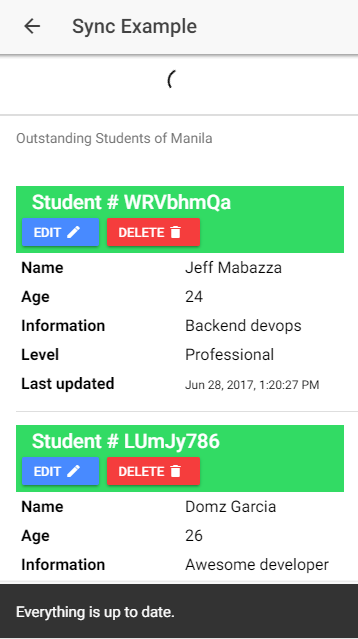 Sync Example
Outstanding Students of Manila
Student # WRVbhmQa
EDIT DELETE
Name Jeff Mabazza
Age 24
Information Backend devops
Level Professional
Last updated Jun 28, 2017, 1:20:27 PM
Student # LUmJy786
EDIT DELETE
Name Domz Garcia
Age 26
Information Awesome developer
Everything is up to date.